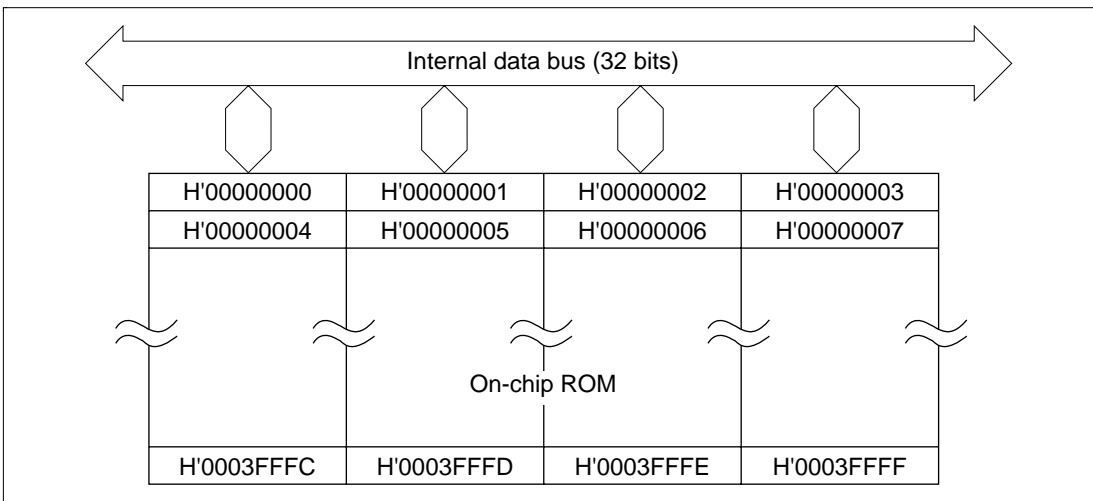 Internal data bus (32 bits)
H'00000000 H'00000001 H'00000002 H'00000003
H'00000004 H'00000005 H'00000006 H'00000007
On-chip ROM
H'0003FFFC H'0003FFFD H'0003FFFE H'0003FFFF